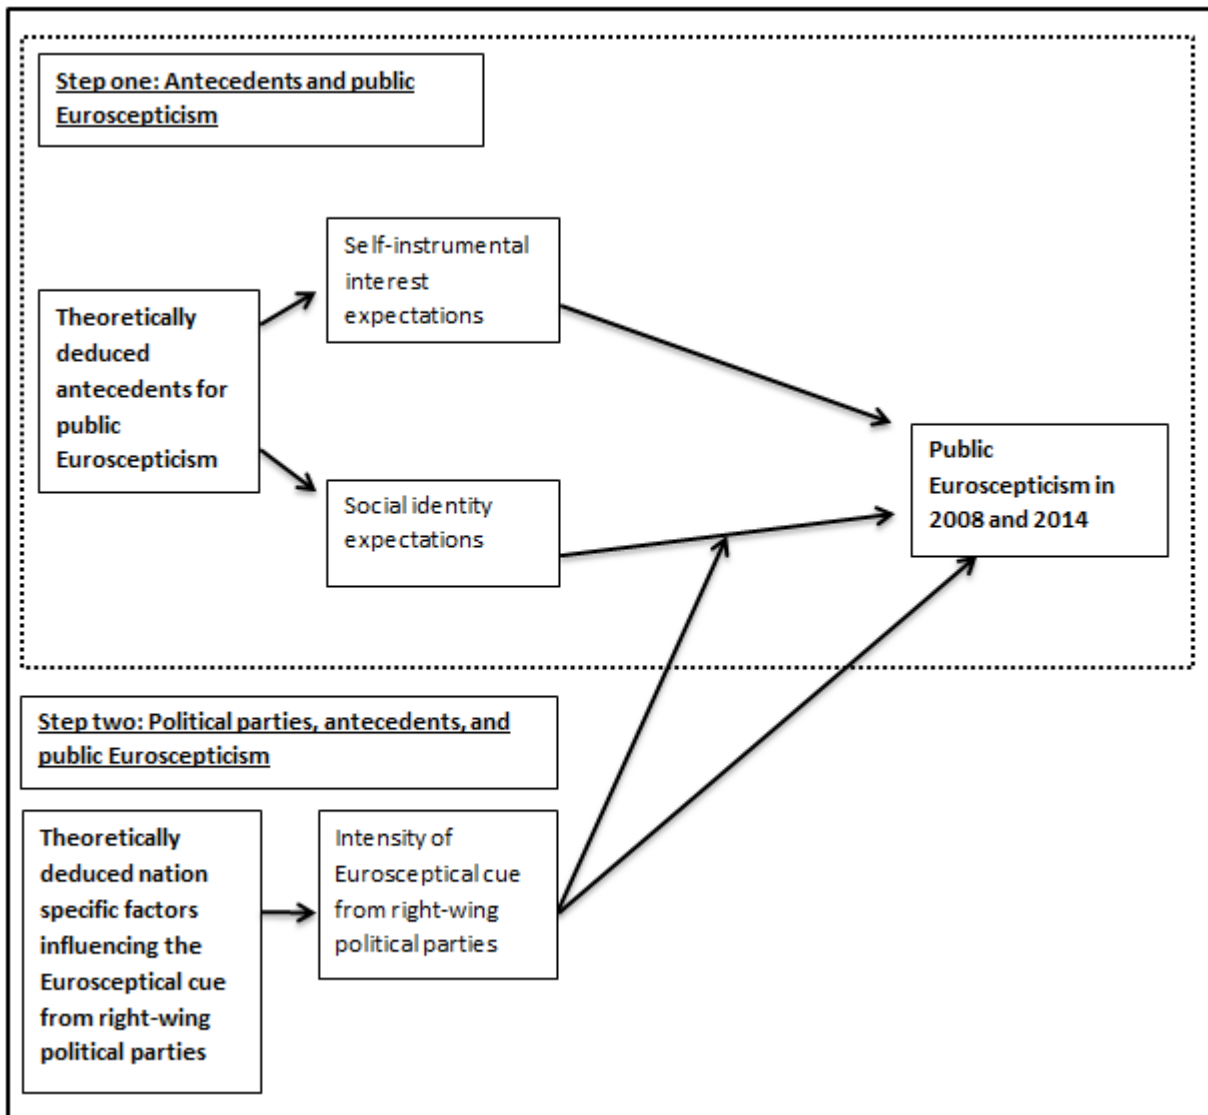 Step one: Antecedents and public
Euroscepticism
Self-instrumental
interest
expectations
Theoretically
deduced
antecedents for
public
Euroscepticism
Public
Euroscepticism in
2008 and 2014
Social identity
expectations
Step two: Political parties, antecedents, and
public Euroscepticism
Theoretically
deduced nation
specific factors
influencing the
Eurosceptical cue
from right-wing
political parties
Intensity of
Eurosceptical cue
from right-wing
political parties